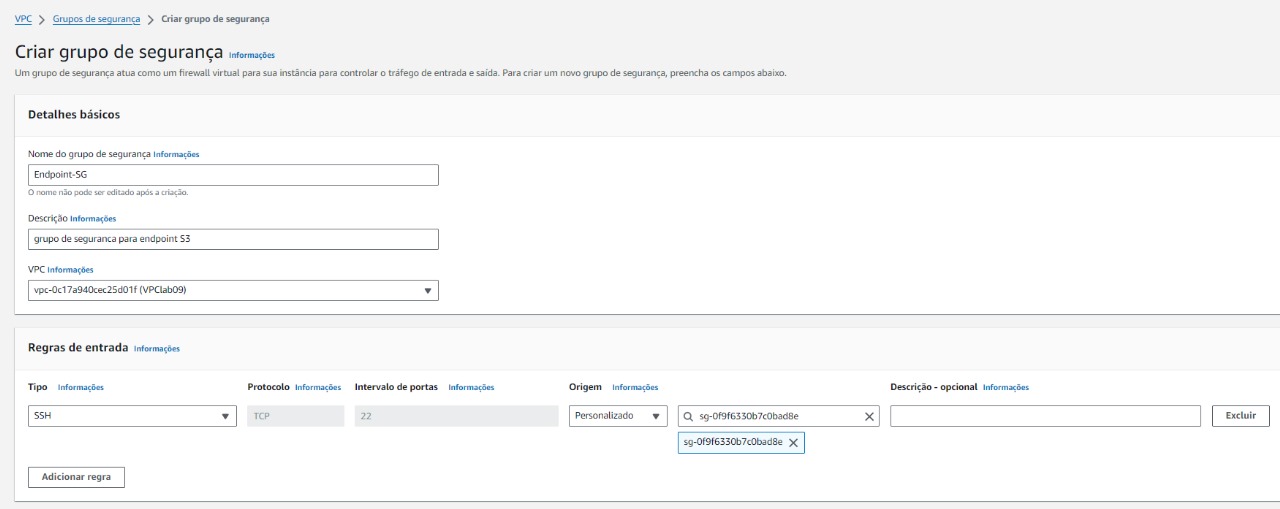 VPC > Grupos de segurança > Criar grupo de segurança
Criar grupo de segurança Informações
Um grupo de segurança atua como um firewall virtual para sua instância para controlar o tráfego de entrada e saída. Para criar um novo grupo de segurança, preencha os campos abaixo.
Detalhes básicos
Nome do grupo de segurança Informações
Endpoint-SG
O nome não pode ser editado após a criação.
Descrição Informações
grupo de seguranca para endpoint S3
VPC Informações
vpc-0c17a940cec25d01f (VPClab09)
Regras de entrada Informações
Tipo Informações Protocolo Informações Intervalo de portas Informações Origem Informações Descrição - opcional Informações
SSH TCP 22 Personalizado sg-0f9f6330b7c0bad8e Excluir
sg-0f9f6330b7c0bad8e
Adicionar regra